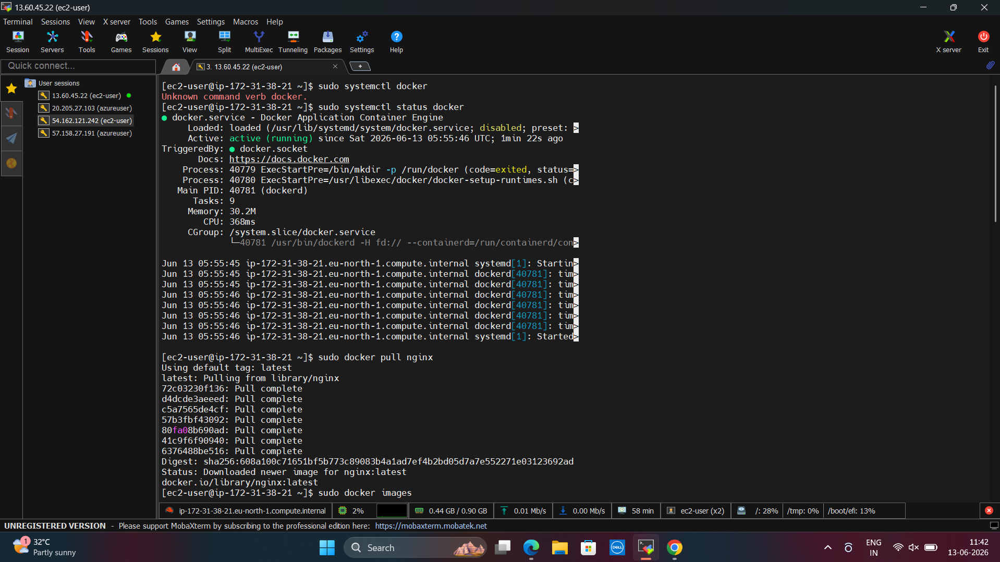 13.60.45.22 (ec2-user)
Terminal Sessions View X server Tools Games Settings Macros Help
Session Servers Tools Games Sessions View Split MultiExec Tunneling Packages Settings Help X server Exit
Quick connect...
3. 13.60.45.22 (ec2-user)
User sessions
13.60.45.22 (ec2-user)
20.205.27.103 (azureuser)
54.162.121.242 (ec2-user)
57.158.27.191 (azureuser)
[ec2-user@ip-172-31-38-21 ~]$ sudo systemctl docker
Unknown command verb docker.
[ec2-user@ip-172-31-38-21 ~]$ sudo systemctl status docker
● docker.service - Docker Application Container Engine
Loaded: loaded (/usr/lib/systemd/system/docker.service; disabled; preset: >
Active: active (running) since Sat 2026-06-13 05:55:46 UTC; 1min 22s ago
TriggeredBy: ● docker.socket
Docs: https://docs.docker.com
Process: 40779 ExecStartPre=/bin/mkdir -p /run/docker (code=exited, status=>
Process: 40780 ExecStartPre=/usr/libexec/docker/docker-setup-runtimes.sh (c>
Main PID: 40781 (dockerd)
Tasks: 9
Memory: 30.2M
CPU: 368ms
CGroup: /system.slice/docker.service
└─40781 /usr/bin/dockerd -H fd:// --containerd=/run/containerd/con>
Jun 13 05:55:45 ip-172-31-38-21.eu-north-1.compute.internal systemd[1]: Startin>
Jun 13 05:55:45 ip-172-31-38-21.eu-north-1.compute.internal dockerd[40781]: tim>
Jun 13 05:55:45 ip-172-31-38-21.eu-north-1.compute.internal dockerd[40781]: tim>
Jun 13 05:55:46 ip-172-31-38-21.eu-north-1.compute.internal dockerd[40781]: tim>
Jun 13 05:55:46 ip-172-31-38-21.eu-north-1.compute.internal dockerd[40781]: tim>
Jun 13 05:55:46 ip-172-31-38-21.eu-north-1.compute.internal dockerd[40781]: tim>
Jun 13 05:55:46 ip-172-31-38-21.eu-north-1.compute.internal dockerd[40781]: tim>
Jun 13 05:55:46 ip-172-31-38-21.eu-north-1.compute.internal systemd[1]: Started>
[ec2-user@ip-172-31-38-21 ~]$ sudo docker pull nginx
Using default tag: latest
latest: Pulling from library/nginx
72c03230f136: Pull complete
d4dcde3aeeed: Pull complete
c5a7565de4cf: Pull complete
57b3fbf43092: Pull complete
80fa08b690ad: Pull complete
41c9f6f90940: Pull complete
6376488be516: Pull complete
Digest: sha256:608a100c71651bf5b773c89083b4a1ad7ef4b2bd05d7a7e552271e03123692ad
Status: Downloaded newer image for nginx:latest
docker.io/library/nginx:latest
[ec2-user@ip-172-31-38-21 ~]$ sudo docker images
ip-172-31-38-21.eu-north-1.compute.internal 2% 0.44 GB / 0.90 GB 0.01 Mb/s 0.00 Mb/s 58 min ec2-user (x2) /: 28% /tmp: 0% /boot/efi: 13%
UNREGISTERED VERSION - Please support MobaXterm by subscribing to the professional edition here: https://mobaxterm.mobatek.net
1
32°C
Partly sunny
Search
DELL
ENG
IN
11:42
13-06-2026